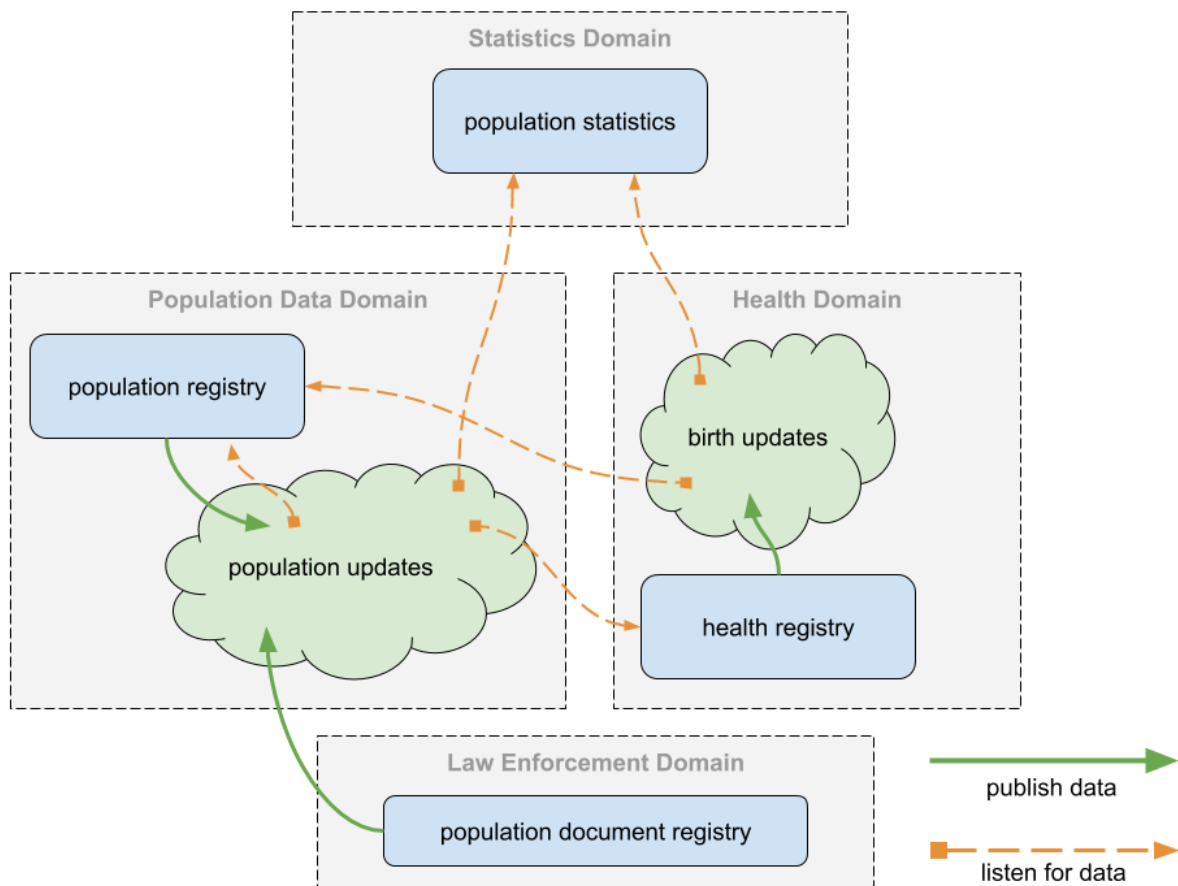 Statistics Domain
population statistics
Population Data Domain
Health Domain
population registry
birth updates
population updates
health registry
Law Enforcement Domain
population document registry
publish data
listen for data